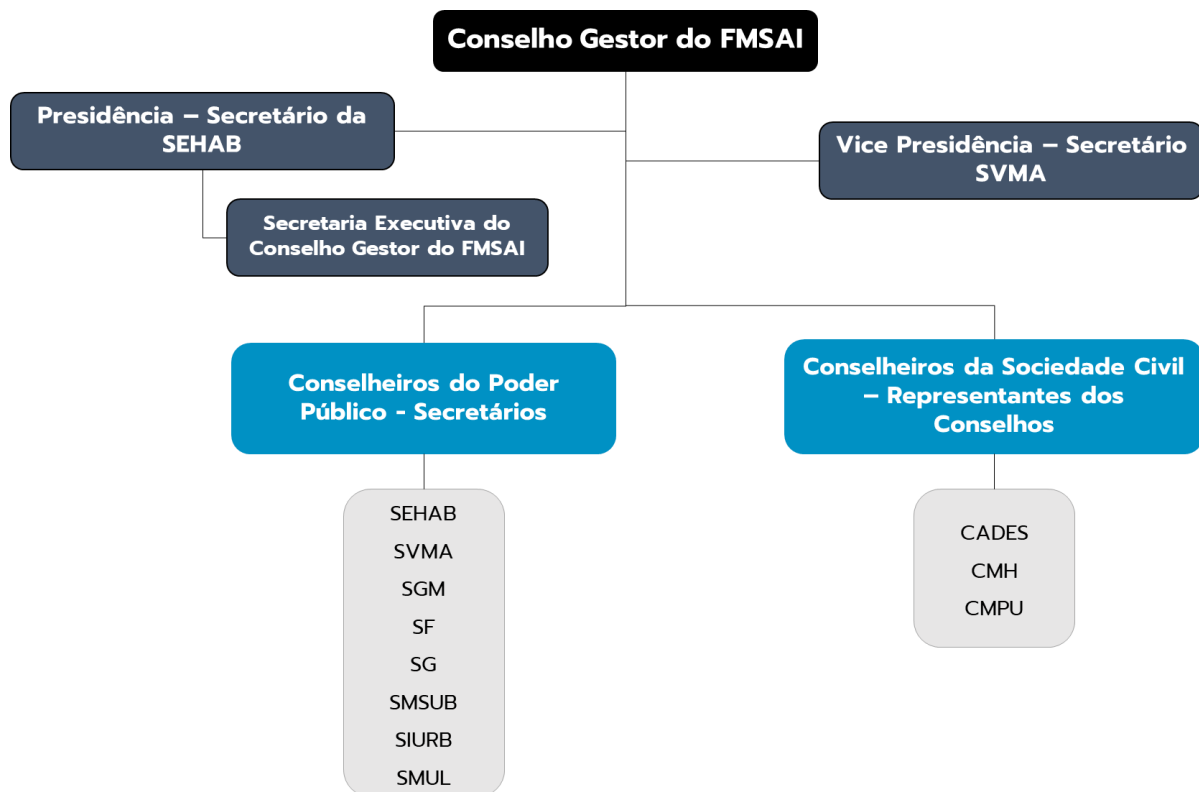 Conselho Gestor do FMSAI
Presidência – Secretário da
SEHAB
Vice Presidência – Secretário
SVMA
Secretaria Executiva do
Conselho Gestor do FMSAI
Conselheiros do Poder
Público - Secretários
Conselheiros da Sociedade Civil
– Representantes dos
Conselhos
SEHAB
SVMA
SGM
SF
SG
SMSUB
SIURB
SMUL
CADES
CMH
CMPU